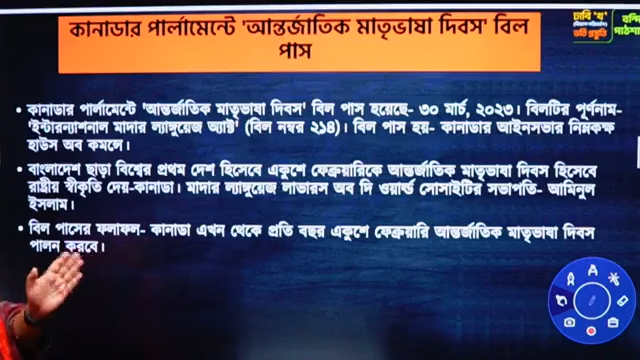 কানাডার পার্লামেন্টে 'আন্তর্জাতিক মাতৃভাষা দিবস' বিল
পাস
ঢাবি 'ঘ'
ভর্তি প্রস্তুতি
• কানাডার পার্লামেন্টে 'আন্তর্জাতিক মাতৃভাষা দিবস' বিল পাস হয়েছে- ৩০ মার্চ, ২০২৩। বিলটির পূর্ণনাম-
'ইন্টারন্যাশনাল মাদার ল্যাঙ্গুয়েজ অ্যাক্ট' (বিল নম্বর ২১৪)। বিল পাস হয়- কানাডার আইনসভার নিম্নকক্ষ
হাউস অব কমন্সে।
• বাংলাদেশ ছাড়া বিশ্বের প্রথম দেশ হিসেবে একুশে ফেব্রুয়ারিকে আন্তর্জাতিক মাতৃভাষা দিবস হিসেবে
রাষ্ট্রীয় স্বীকৃতি দেয়-কানাডা। মাদার ল্যাঙ্গুয়েজ লাভারস অব দি ওয়ার্ল্ড সোসাইটির সভাপতি- আমিনুল
ইসলাম।
• বিল পাসের ফলাফল- কানাডা এখন থেকে প্রতি বছর একুশে ফেব্রুয়ারি আন্তর্জাতিক মাতৃভাষা দিবস
পালন করবে।